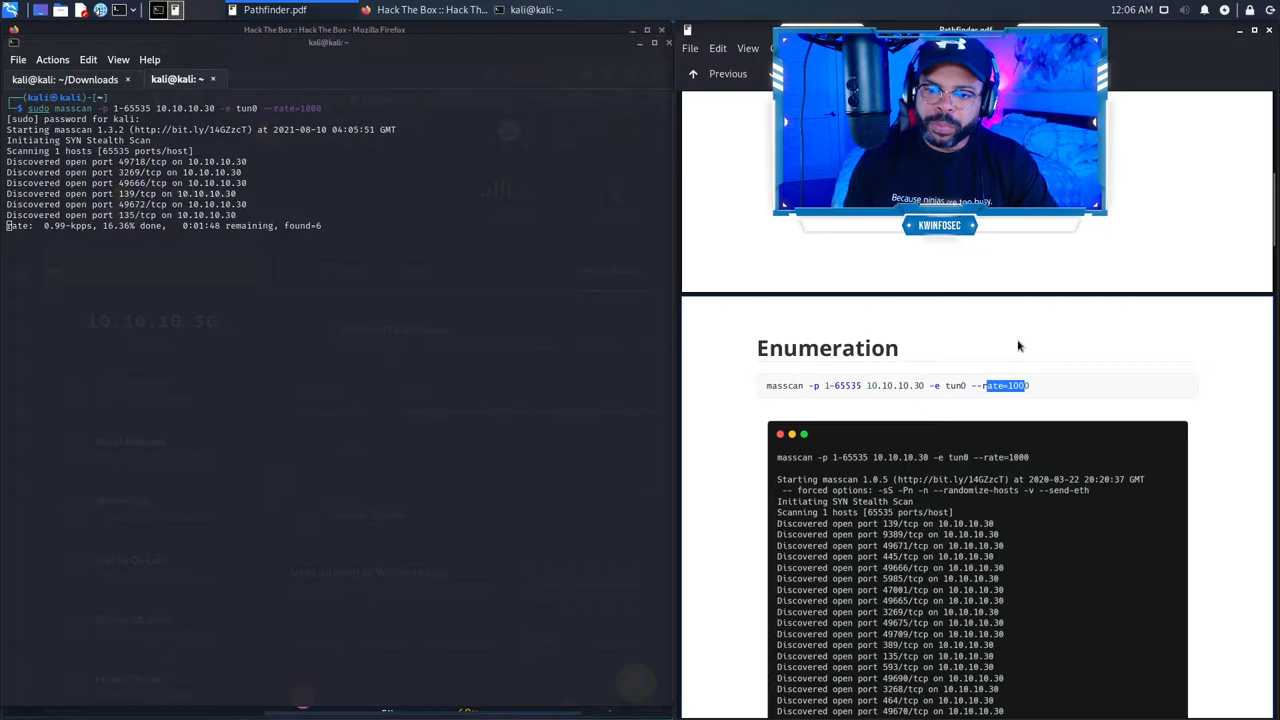 Pathfinder.pdf
Hack The Box :: Hack The B...
kali@kali: ~
12:06 AM
Hack The Box :: Hack The Box - Mozilla Firefox
kali@kali: ~
File Actions Edit View Help
kali@kali: ~/Downloads ×
kali@kali: ~ ×
┌──(kali㉿kali)-[~]
└─$ sudo masscan -p 1-65535 10.10.10.30 -e tun0 --rate=1000
[sudo] password for kali:
Starting masscan 1.3.2 (http://bit.ly/14GZzcT) at 2021-08-10 04:05:51 GMT
Initiating SYN Stealth Scan
Scanning 1 hosts [65535 ports/host]
Discovered open port 49718/tcp on 10.10.10.30
Discovered open port 3269/tcp on 10.10.10.30
Discovered open port 49666/tcp on 10.10.10.30
Discovered open port 139/tcp on 10.10.10.30
Discovered open port 49672/tcp on 10.10.10.30
Discovered open port 135/tcp on 10.10.10.30
rate: 0.99-kpps, 16.36% done, 0:01:48 remaining, found=6
10.10.10.30
Pathfinder.pdf
File Edit View
Previous
Because ninjas are too busy.
KWINFOSEC
Enumeration
masscan -p 1-65535 10.10.10.30 -e tun0 --rate=1000
masscan -p 1-65535 10.10.10.30 -e tun0 --rate=1000
Starting masscan 1.0.5 (http://bit.ly/14GZzcT) at 2020-03-22 20:20:37 GMT
-- forced options: -sS -Pn -n --randomize-hosts -v --send-eth
Initiating SYN Stealth Scan
Scanning 1 hosts [65535 ports/host]
Discovered open port 139/tcp on 10.10.10.30
Discovered open port 9389/tcp on 10.10.10.30
Discovered open port 49671/tcp on 10.10.10.30
Discovered open port 445/tcp on 10.10.10.30
Discovered open port 49666/tcp on 10.10.10.30
Discovered open port 5985/tcp on 10.10.10.30
Discovered open port 47001/tcp on 10.10.10.30
Discovered open port 49665/tcp on 10.10.10.30
Discovered open port 3269/tcp on 10.10.10.30
Discovered open port 49675/tcp on 10.10.10.30
Discovered open port 49709/tcp on 10.10.10.30
Discovered open port 389/tcp on 10.10.10.30
Discovered open port 135/tcp on 10.10.10.30
Discovered open port 593/tcp on 10.10.10.30
Discovered open port 49690/tcp on 10.10.10.30
Discovered open port 3268/tcp on 10.10.10.30
Discovered open port 464/tcp on 10.10.10.30
Discovered open port 49670/tcp on 10.10.10.30